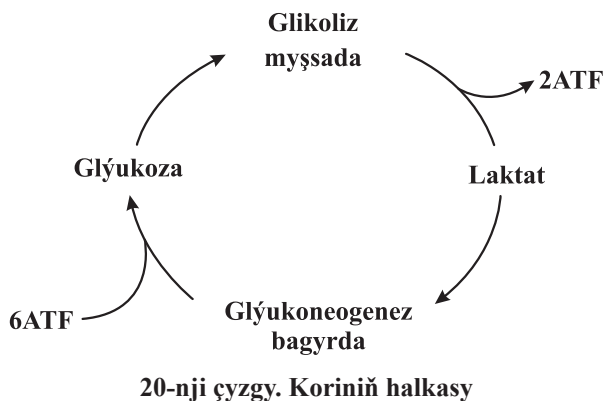 Glikoliz
myşsada
2ATF
Glýukoza
Laktat
6ATF
Glýukoneogenez
bagyrda
20-nji çyzgy. Koriniň halkasy